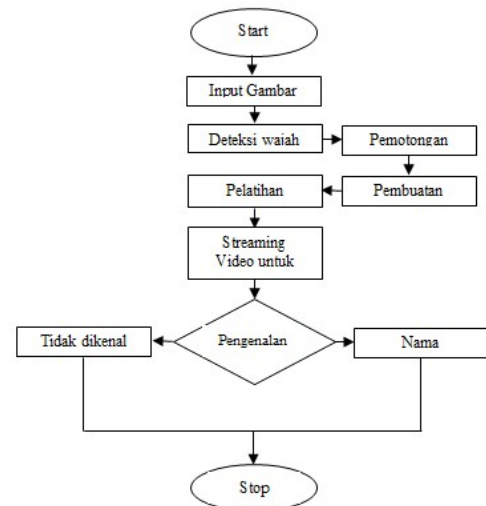 Start
Input Gambar
Deteksi wajah
Pemotongan
Pelatihan
Pembuatan
Streaming
Video untuk
Pengenalan
Tidak dikenal
Nama
Stop